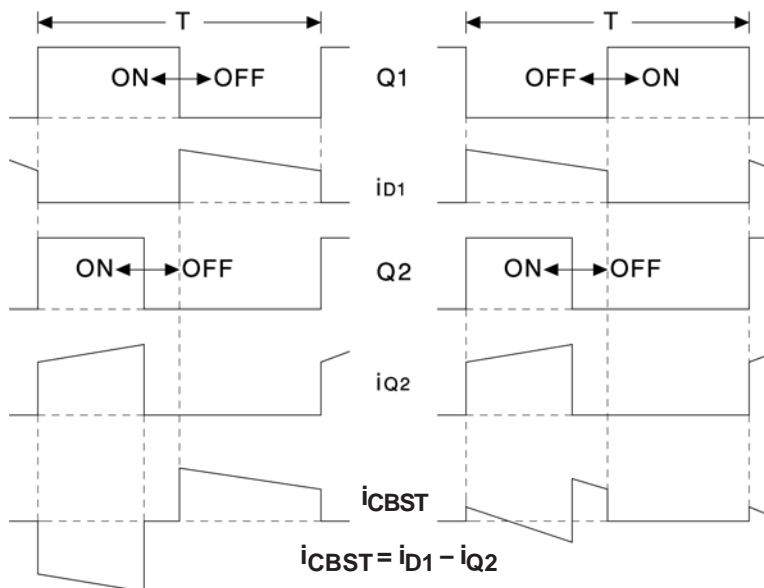 T T
ON OFF Q1 OFF ON
iD1
ON OFF Q2 ON OFF
iQ2
iCBST
iCBST = iD1 – iQ2